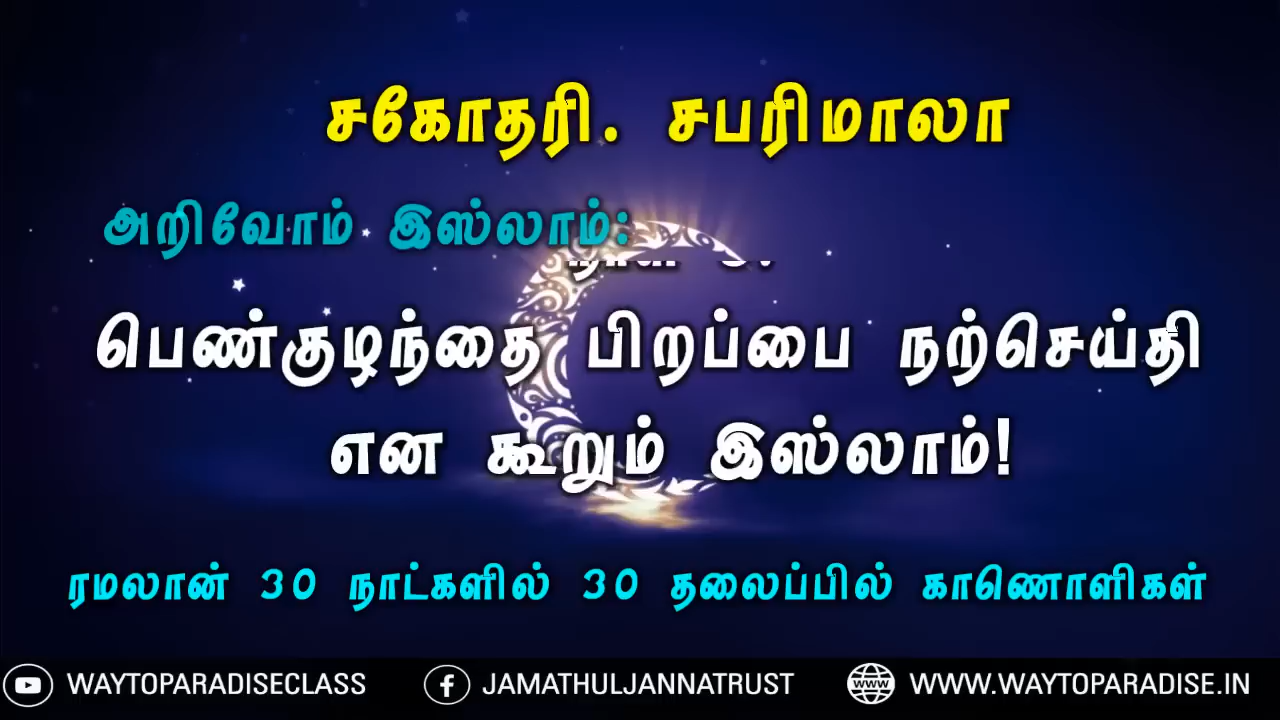 சகோதரி. சபரிமாலா
அறிவோம் இஸ்லாம்:
பெண்குழந்தை பிறப்பை நற்செய்தி
என கூறும் இஸ்லாம்!
ரமலான் 30 நாட்களில் 30 தலைப்பில் காணொளிகள்
WAYTOPARADISECLASS
JAMATHULJANNATRUST
WWW.WAYTOPARADISE.IN